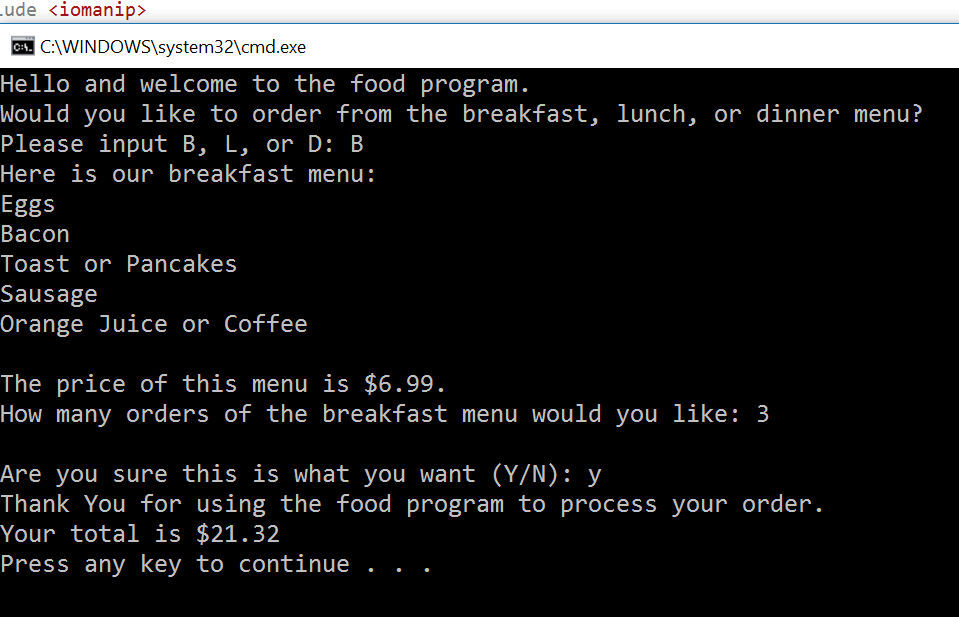 lude <iomanip>
C:\WINDOWS\system32\cmd.exe
Hello and welcome to the food program.
Would you like to order from the breakfast, lunch, or dinner menu?
Please input B, L, or D: B
Here is our breakfast menu:
Eggs
Bacon
Toast or Pancakes
Sausage
Orange Juice or Coffee
The price of this menu is $6.99.
How many orders of the breakfast menu would you like: 3
Are you sure this is what you want (Y/N): y
Thank You for using the food program to process your order.
Your total is $21.32
Press any key to continue . . .